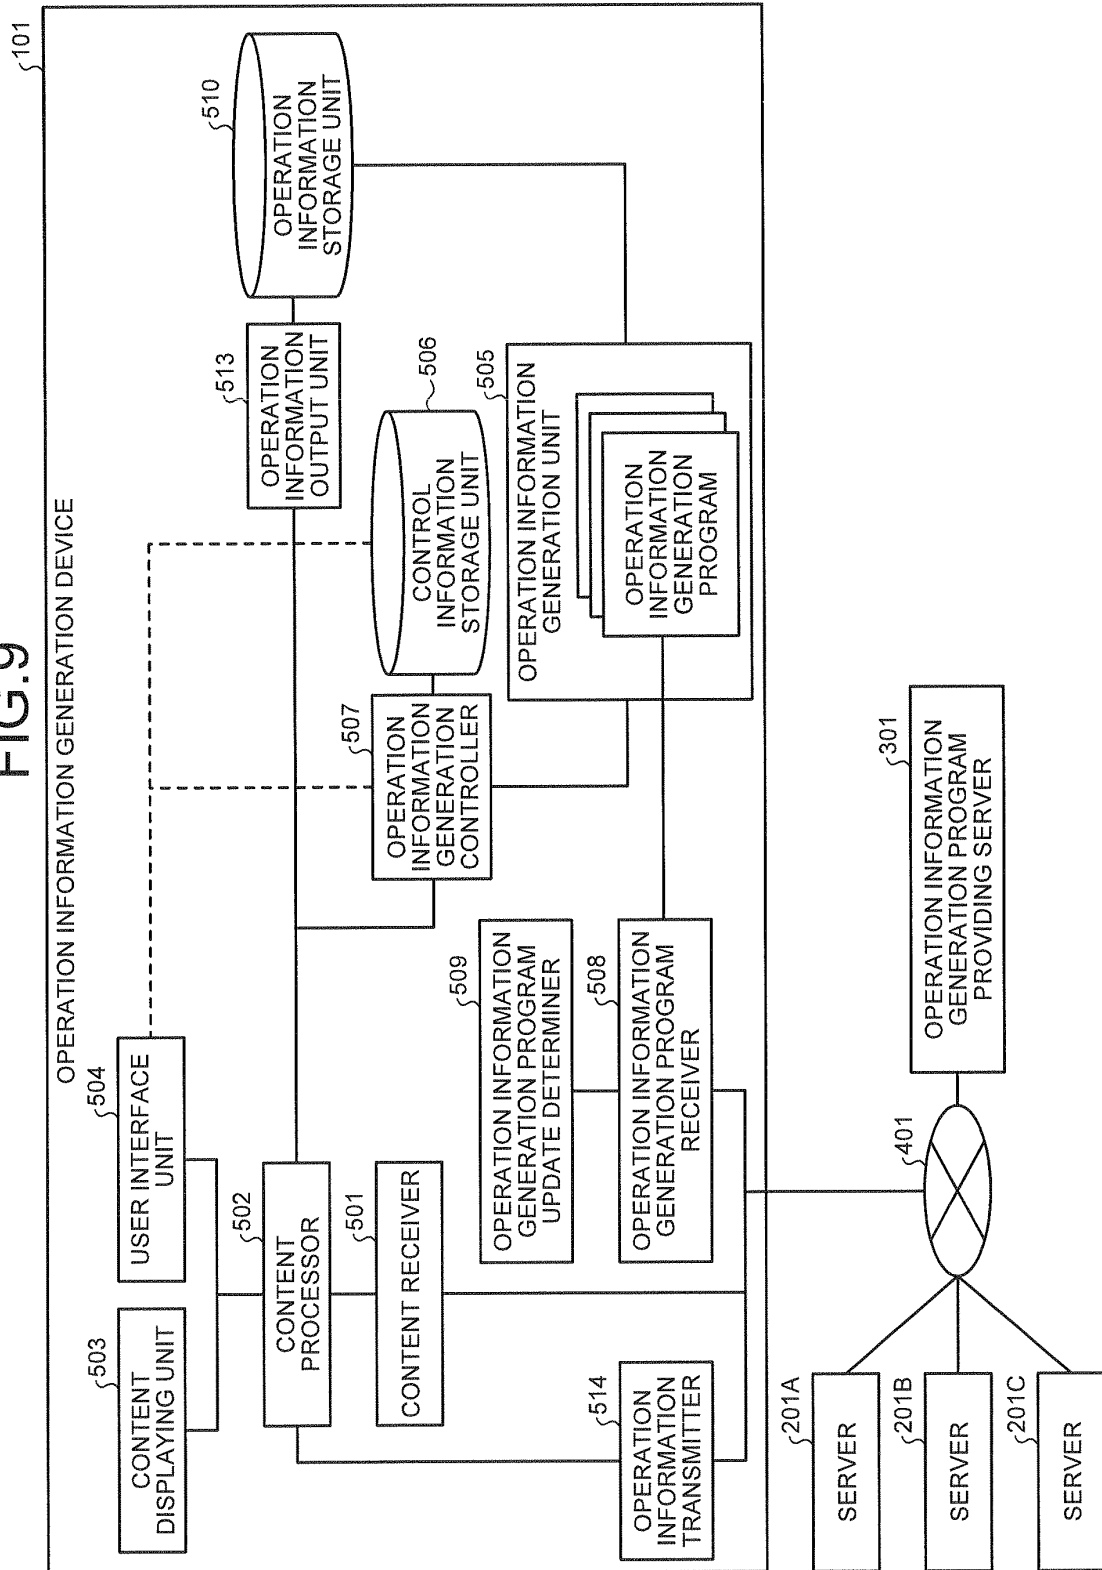 FIG.9
OPERATION INFORMATION GENERATION DEVICE
101
503
CONTENT
DISPLAYING UNIT
504
USER INTERFACE
UNIT
502
CONTENT
PROCESSOR
501
CONTENT RECEIVER
514
OPERATION
INFORMATION
TRANSMITTER
509
OPERATION INFORMATION
GENERATION PROGRAM
UPDATE DETERMINER
508
OPERATION INFORMATION
GENERATION PROGRAM
RECEIVER
507
OPERATION
INFORMATION
GENERATION
CONTROLLER
506
CONTROL
INFORMATION
STORAGE UNIT
513
OPERATION
INFORMATION
OUTPUT UNIT
510
OPERATION
INFORMATION
STORAGE UNIT
505
OPERATION INFORMATION
GENERATION UNIT
OPERATION
INFORMATION
GENERATION
PROGRAM
201A
SERVER
201B
SERVER
201C
SERVER
401
301
OPERATION INFORMATION
GENERATION PROGRAM
PROVIDING SERVER